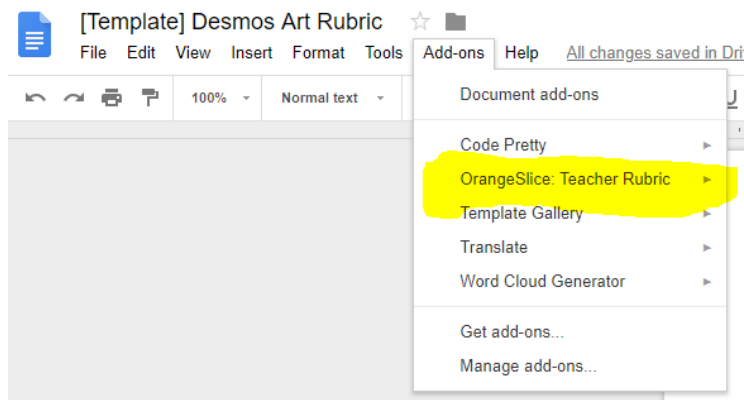 [Template] Desmos Art Rubric
File Edit View Insert Format Tools Add-ons Help All changes saved in Dri
100% Normal text
Document add-ons
Code Pretty
OrangeSlice: Teacher Rubric
Template Gallery
Translate
Word Cloud Generator
Get add-ons...
Manage add-ons...